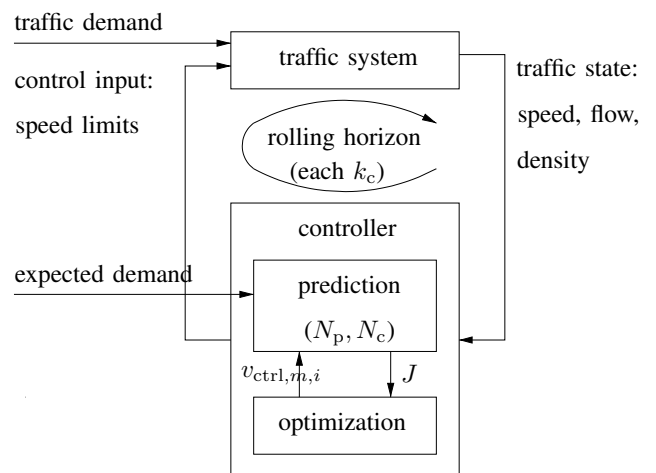 traffic demand
traffic system
control input:
speed limits
traffic state:
speed, flow,
density
rolling horizon
(each k_c)
controller
expected demand
prediction
(N_p, N_c)
v_ctrl,m,i
J
optimization